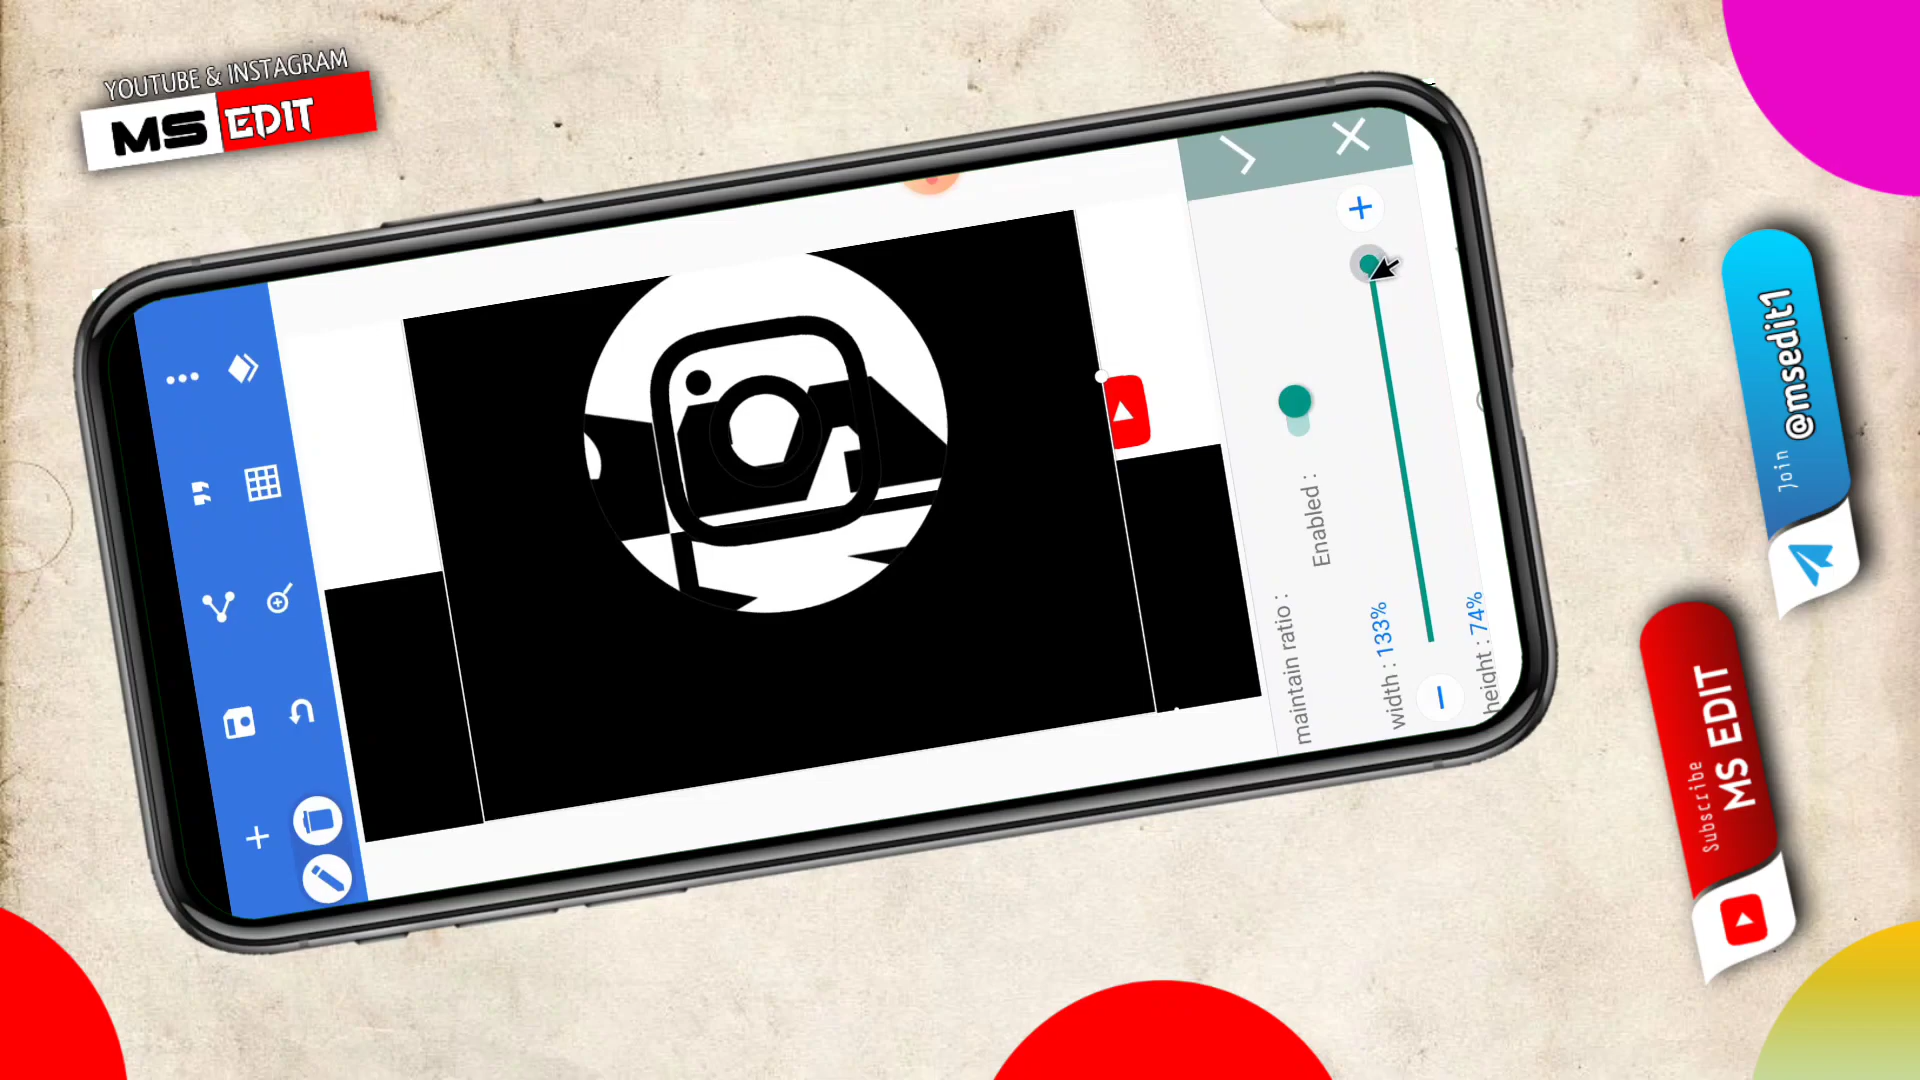 YOUTUBE & INSTAGRAM
MS EDIT
maintain ratio :
Enabled :
width : 133%
height : 74%
Join
@msedit1
Subscribe
MS EDIT